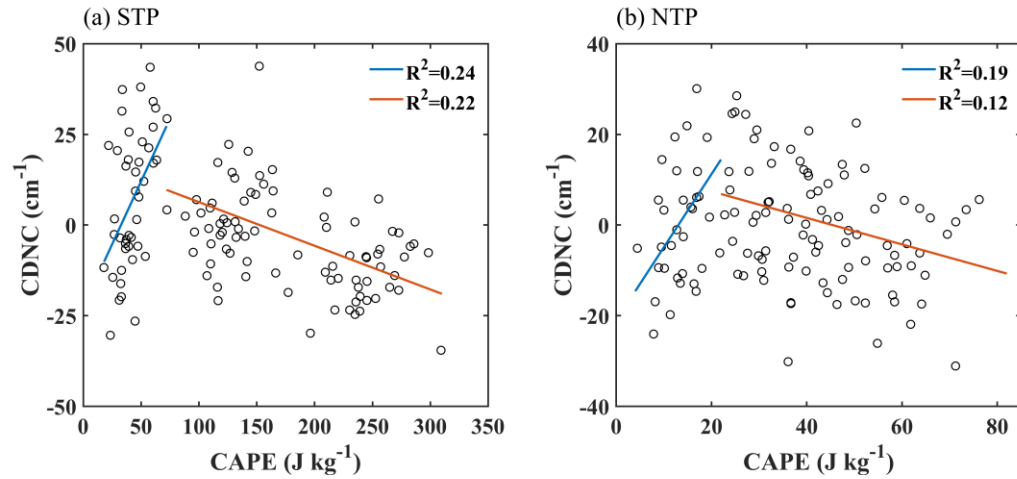 (a) STP
(b) NTP
50
25
0
-25
-50
CDNC (cm⁻¹)
R²=0.24
R²=0.22
0 50 100 150 200 250 300 350
CAPE (J kg⁻¹)
40
20
0
-20
-40
CDNC (cm⁻¹)
R²=0.19
R²=0.12
0 20 40 60 80
CAPE (J kg⁻¹)